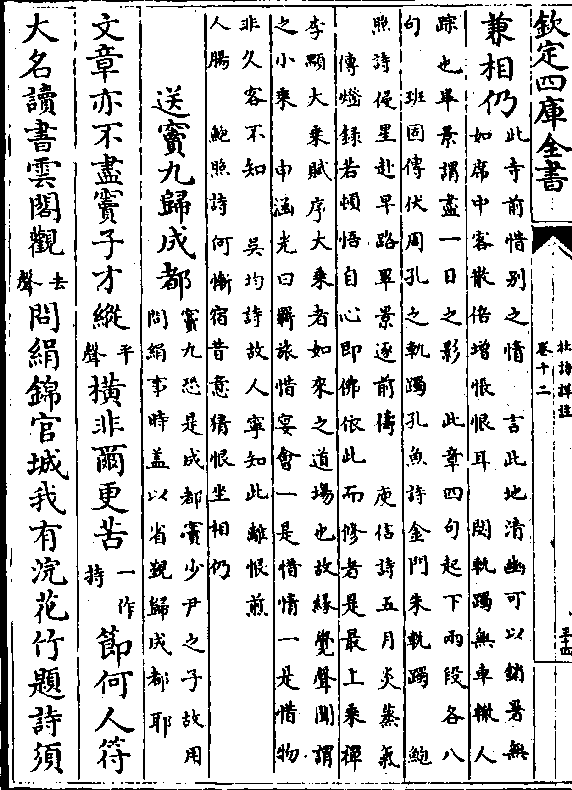 欽定四庫全書
杜詩詳註
卷十二
三十四
兼相仍
此寺前惜别之情　言此地清幽可以銷暑無
如席中客散倍增悵恨耳　閉軌躅無車轍人
踪也畢景謂盡一日之影　此章四句起下兩段各八
句　班固傳伏周孔之軌躅孔魚詩金門朱軌躅　鮑
照詩侵星赴早路畢景逐前儔　庾信詩五月炎蒸氣
傳燈錄若頓悟自心即佛依此而修者是最上乘禪
李顒大乘賦序大乘者如來之道場也故緣覺聲聞謂
之小乘　申涵光曰羈旅惜宴會一是惜情一是惜物
非久客不知　吳均詩故人寧知此離恨煎
人腸　鮑照詩何慚宿昔意猜恨坐相仍
送竇九歸成都
竇九恐是成都竇少尹之子故用
問絹事時盖以省覲歸成都耶
文章亦不盡竇子才縱平聲橫非爾更苦一作持節何人符
大名讀書雲閣觀去聲問絹錦官城我有浣花竹題詩須